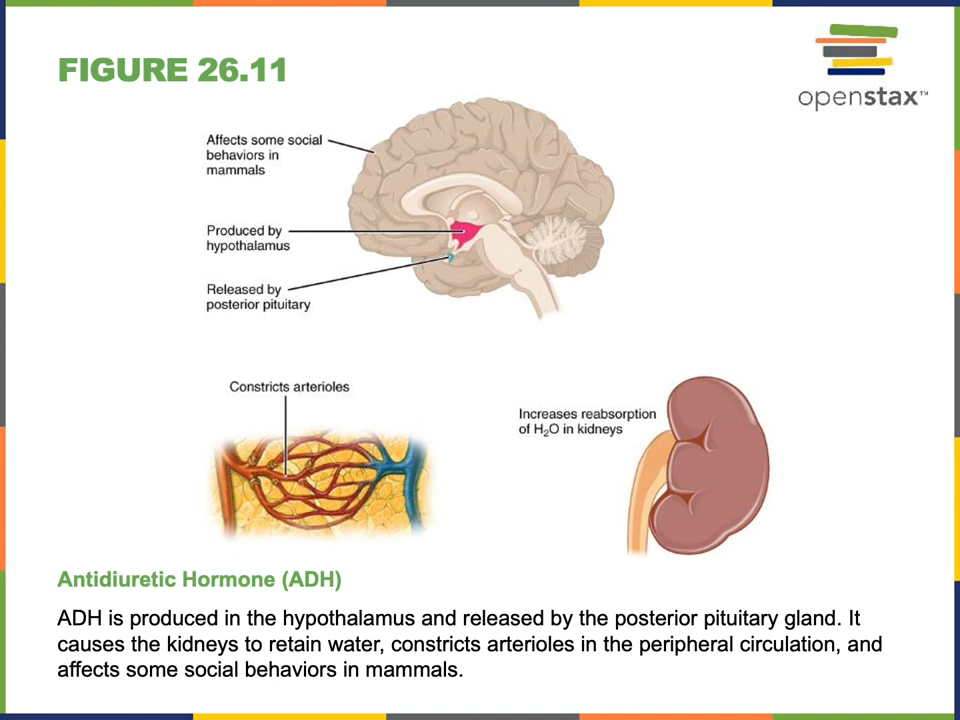 FIGURE 26.11
openstax™
Affects some social
behaviors in
mammals
Produced by
hypothalamus
Released by
posterior pituitary
Constricts arterioles
Increases reabsorption
of H₂O in kidneys
Antidiuretic Hormone (ADH)
ADH is produced in the hypothalamus and released by the posterior pituitary gland. It
causes the kidneys to retain water, constricts arterioles in the peripheral circulation, and
affects some social behaviors in mammals.